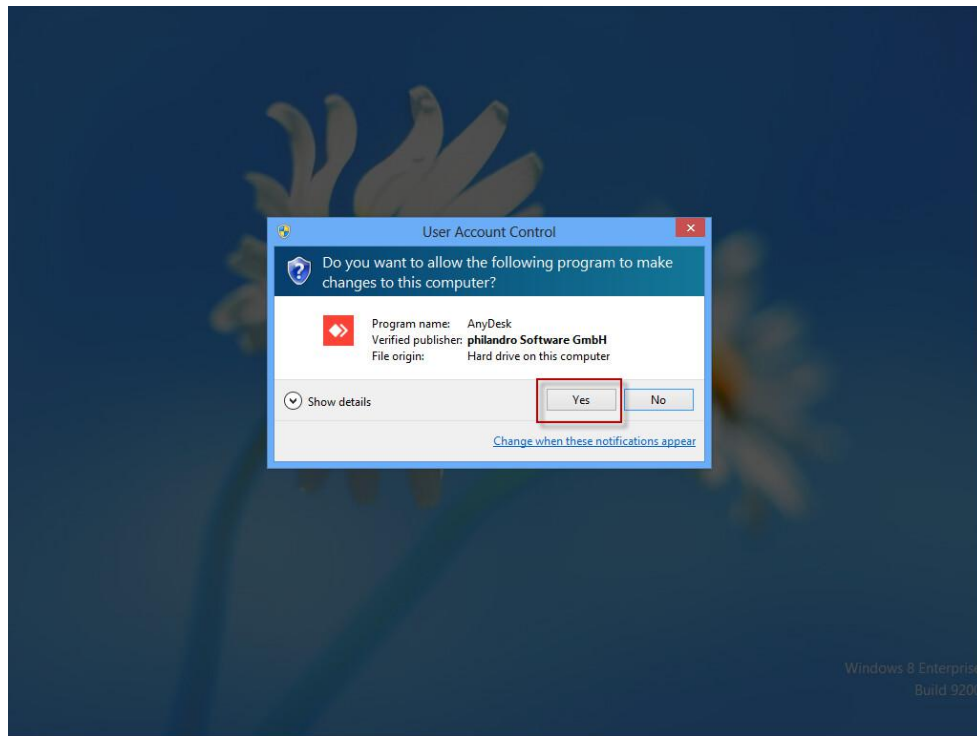 User Account Control
Do you want to allow the following program to make
changes to this computer?
Program name: AnyDesk
Verified publisher: philandro Software GmbH
File origin: Hard drive on this computer
Show details
Yes
No
Change when these notifications appear
Windows 8 Enterprise
Build 9200